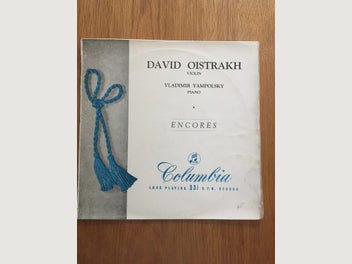 DAVID OISTRAKH
VIOLIN
VLADIMIR YAMPOLSKY
PIANO
ENCORES
Columbia
LONG PLAYING 33⅓ R.P.M. RECORD